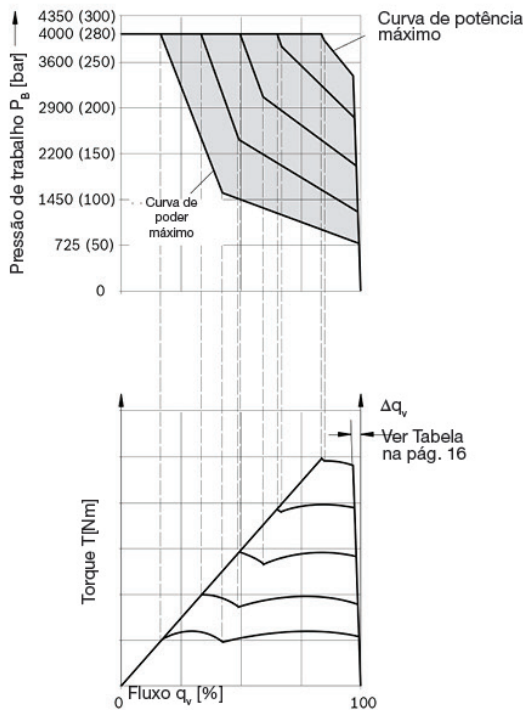 4350 (300)
4000 (280)
3600 (250)
2900 (200)
2200 (150)
1450 (100)
725 (50)
0
Pressão de trabalho P_B [bar]
Curva de potência
máximo
Curva de
poder
máximo
Δq_v
Ver Tabela
na pág. 16
Torque T[Nm]
0
Fluxo q_v [%]
100